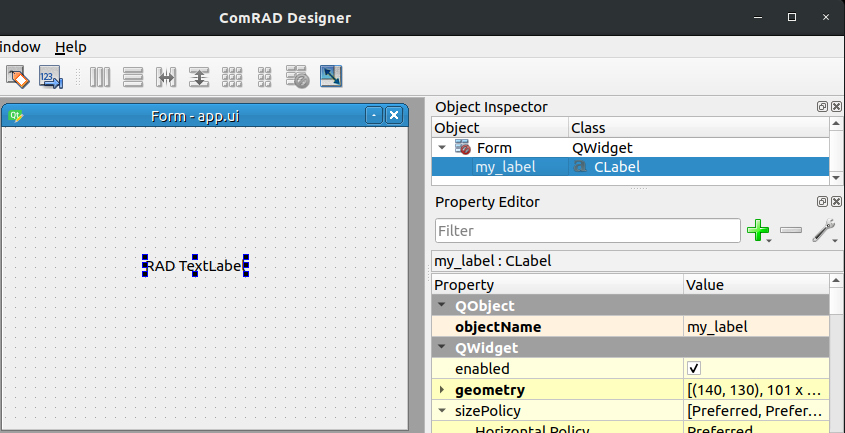 ComRAD Designer
indow Help
123
Form - app.ui
RAD TextLabel
Object Inspector
Object Class
Form QWidget
my_label CLabel
Property Editor
Filter
my_label : CLabel
Property Value
QObject
objectName my_label
QWidget
enabled
geometry [(140, 130), 101 x ...
sizePolicy [Preferred, Prefer...
Horizontal Policy Preferred